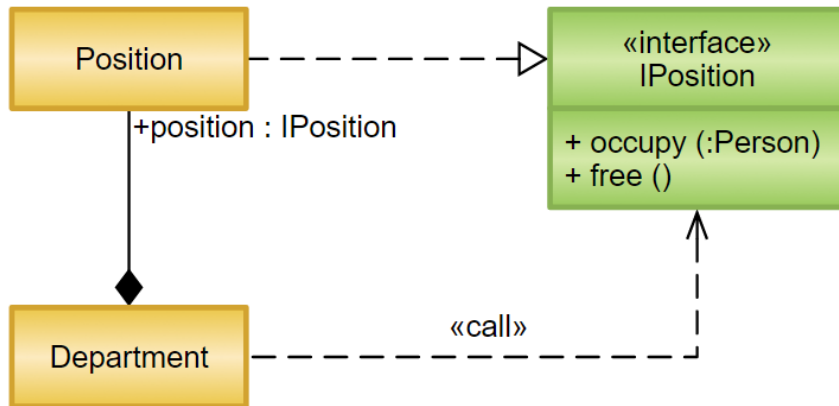 Position
«interface»
IPosition
+position : IPosition
+ occupy (:Person)
+ free ()
Department
«call»